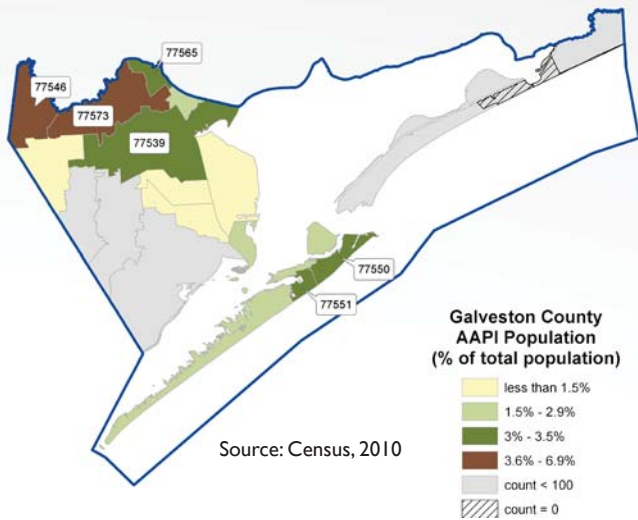 77565
77546
77573
77539
77550
77551
Galveston County
AAPI Population
(% of total population)
less than 1.5%
1.5% - 2.9%
3% - 3.5%
3.6% - 6.9%
count < 100
count = 0
Source: Census, 2010